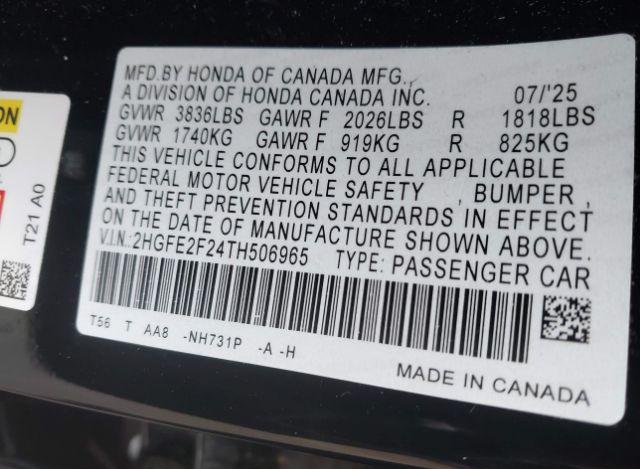 MFD.BY HONDA OF CANADA MFG.,
A DIVISION OF HONDA CANADA INC. 07/'25
GVWR 3836LBS GAWR F 2026LBS R 1818LBS
GVWR 1740KG GAWR F 919KG R 825KG
THIS VEHICLE CONFORMS TO ALL APPLICABLE
FEDERAL MOTOR VEHICLE SAFETY , BUMPER ,
AND THEFT PREVENTION STANDARDS IN EFFECT
ON THE DATE OF MANUFACTURE SHOWN ABOVE.
V.I.N.:2HGFE2F24TH506965 TYPE: PASSENGER CAR
T56 T AA8 -NH731P -A -H
MADE IN CANADA
ON
T21 A0